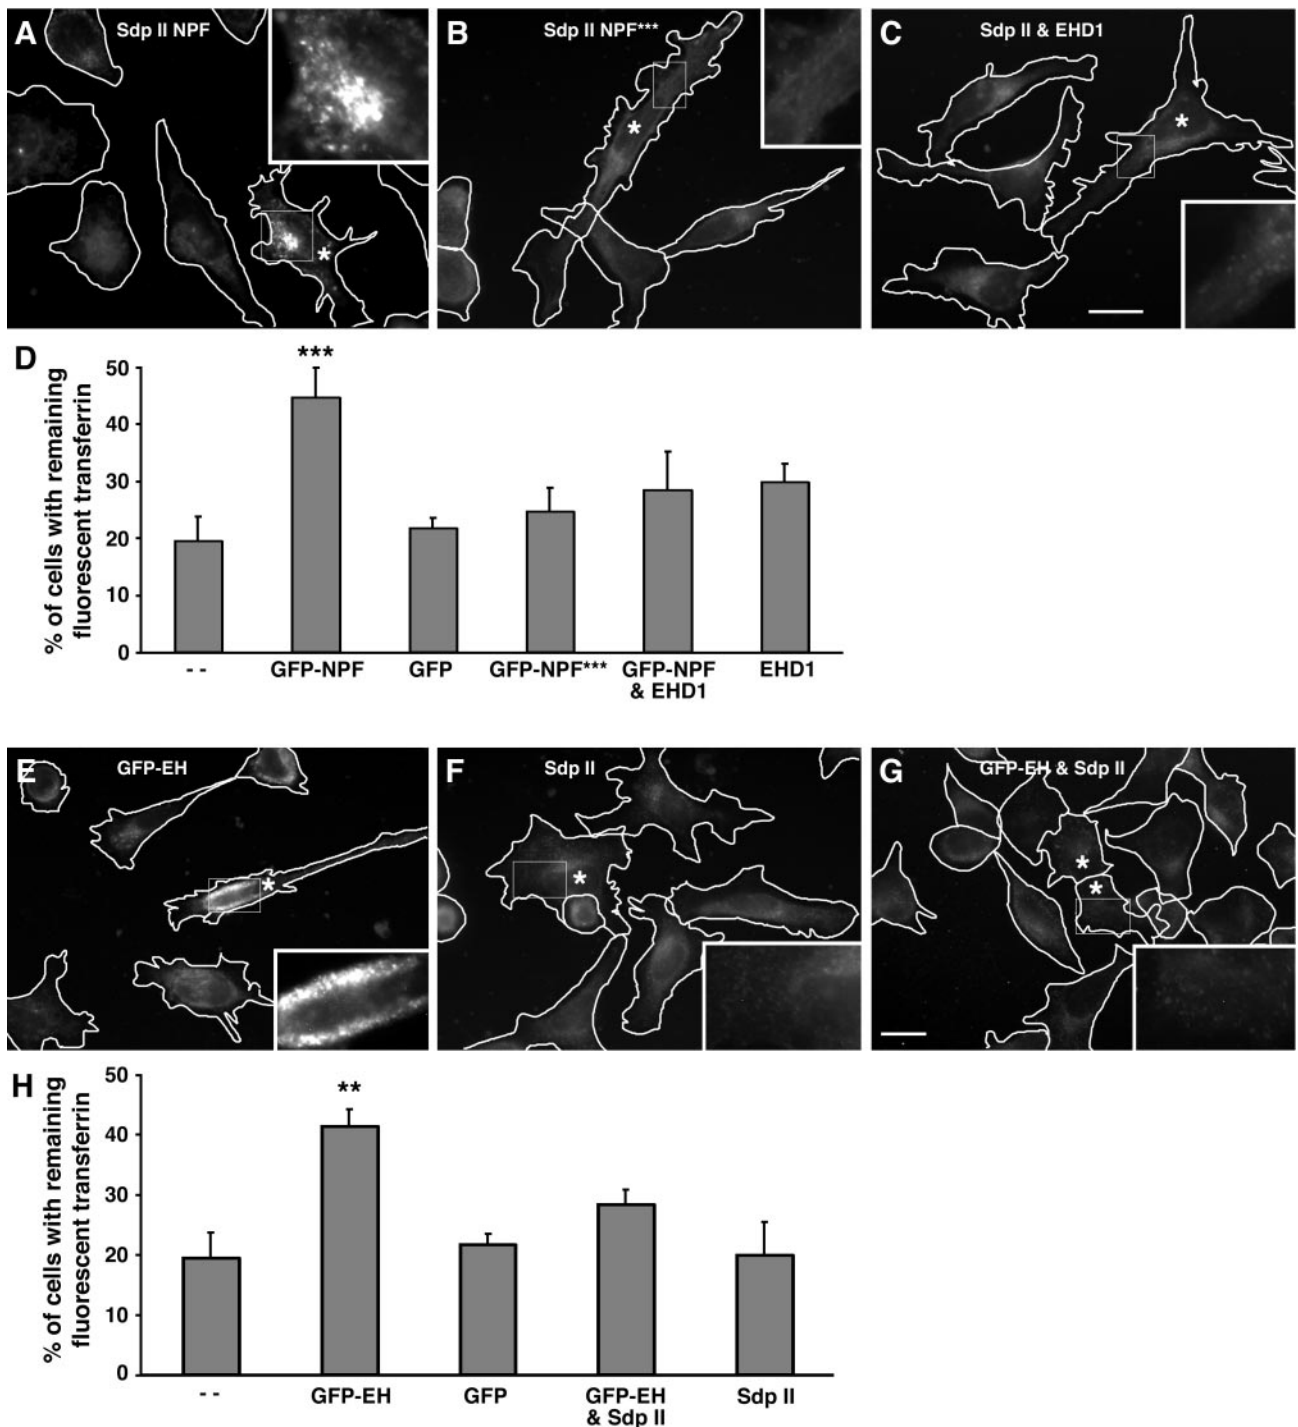 A Sdp II NPF
B Sdp II NPF***
C Sdp II & EHD1
*
*
*
D
% of cells with remaining
fluorescent transferrin
50
40
30
20
10
0
***
- -
GFP-NPF
GFP
GFP-NPF***
GFP-NPF
& EHD1
EHD1
E GFP-EH
F Sdp II
G GFP-EH & Sdp II
*
*
*
*
H
% of cells with remaining
fluorescent transferrin
50
40
30
20
10
0
**
- -
GFP-EH
GFP
GFP-EH
& Sdp II
Sdp II